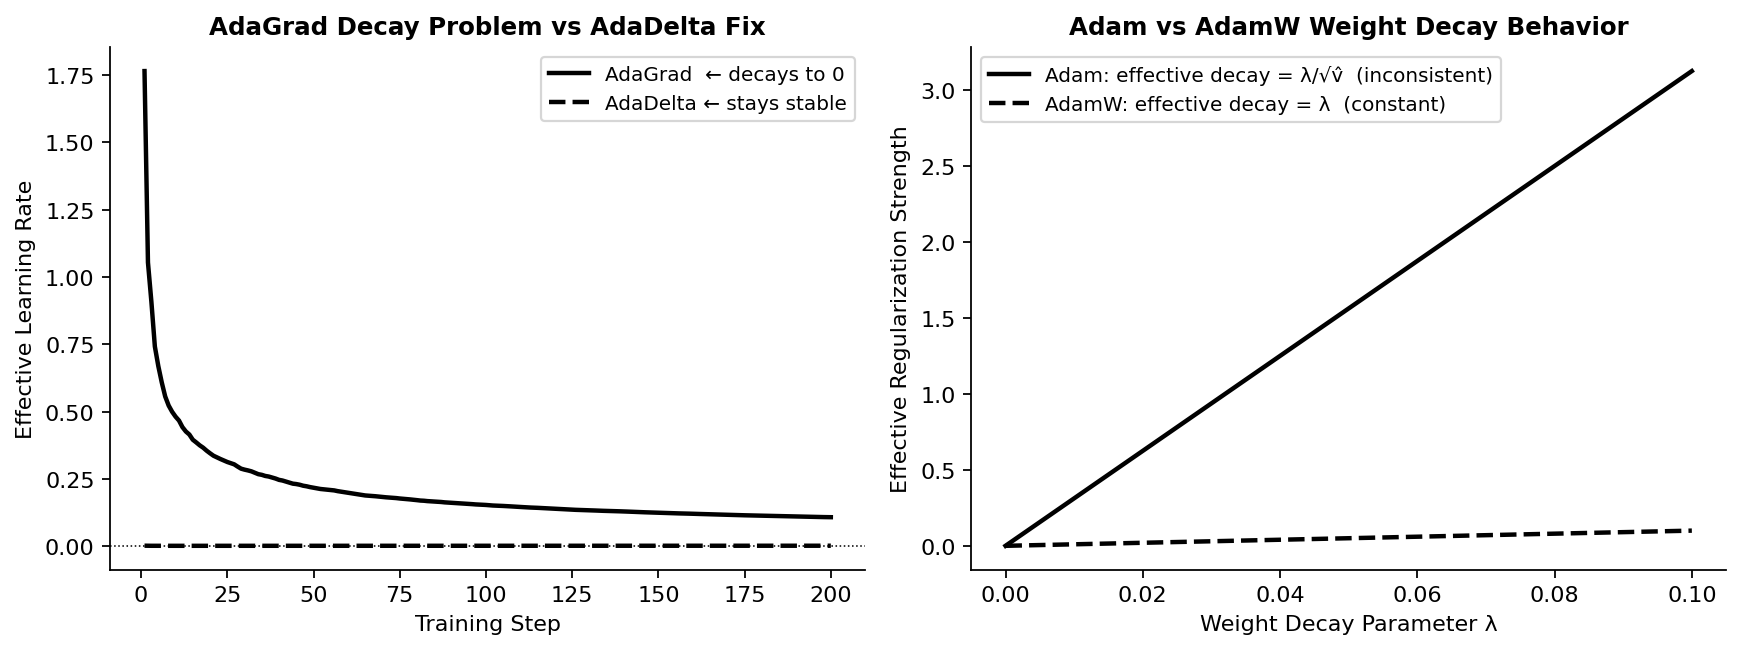 AdaGrad Decay Problem vs AdaDelta Fix
AdaGrad ← decays to 0
AdaDelta ← stays stable
Effective Learning Rate
1.75
1.50
1.25
1.00
0.75
0.50
0.25
0.00
0 25 50 75 100 125 150 175 200
Training Step
Adam vs AdamW Weight Decay Behavior
Adam: effective decay = λ/√v̂ (inconsistent)
AdamW: effective decay = λ (constant)
Effective Regularization Strength
3.0
2.5
2.0
1.5
1.0
0.5
0.0
0.00 0.02 0.04 0.06 0.08 0.10
Weight Decay Parameter λ